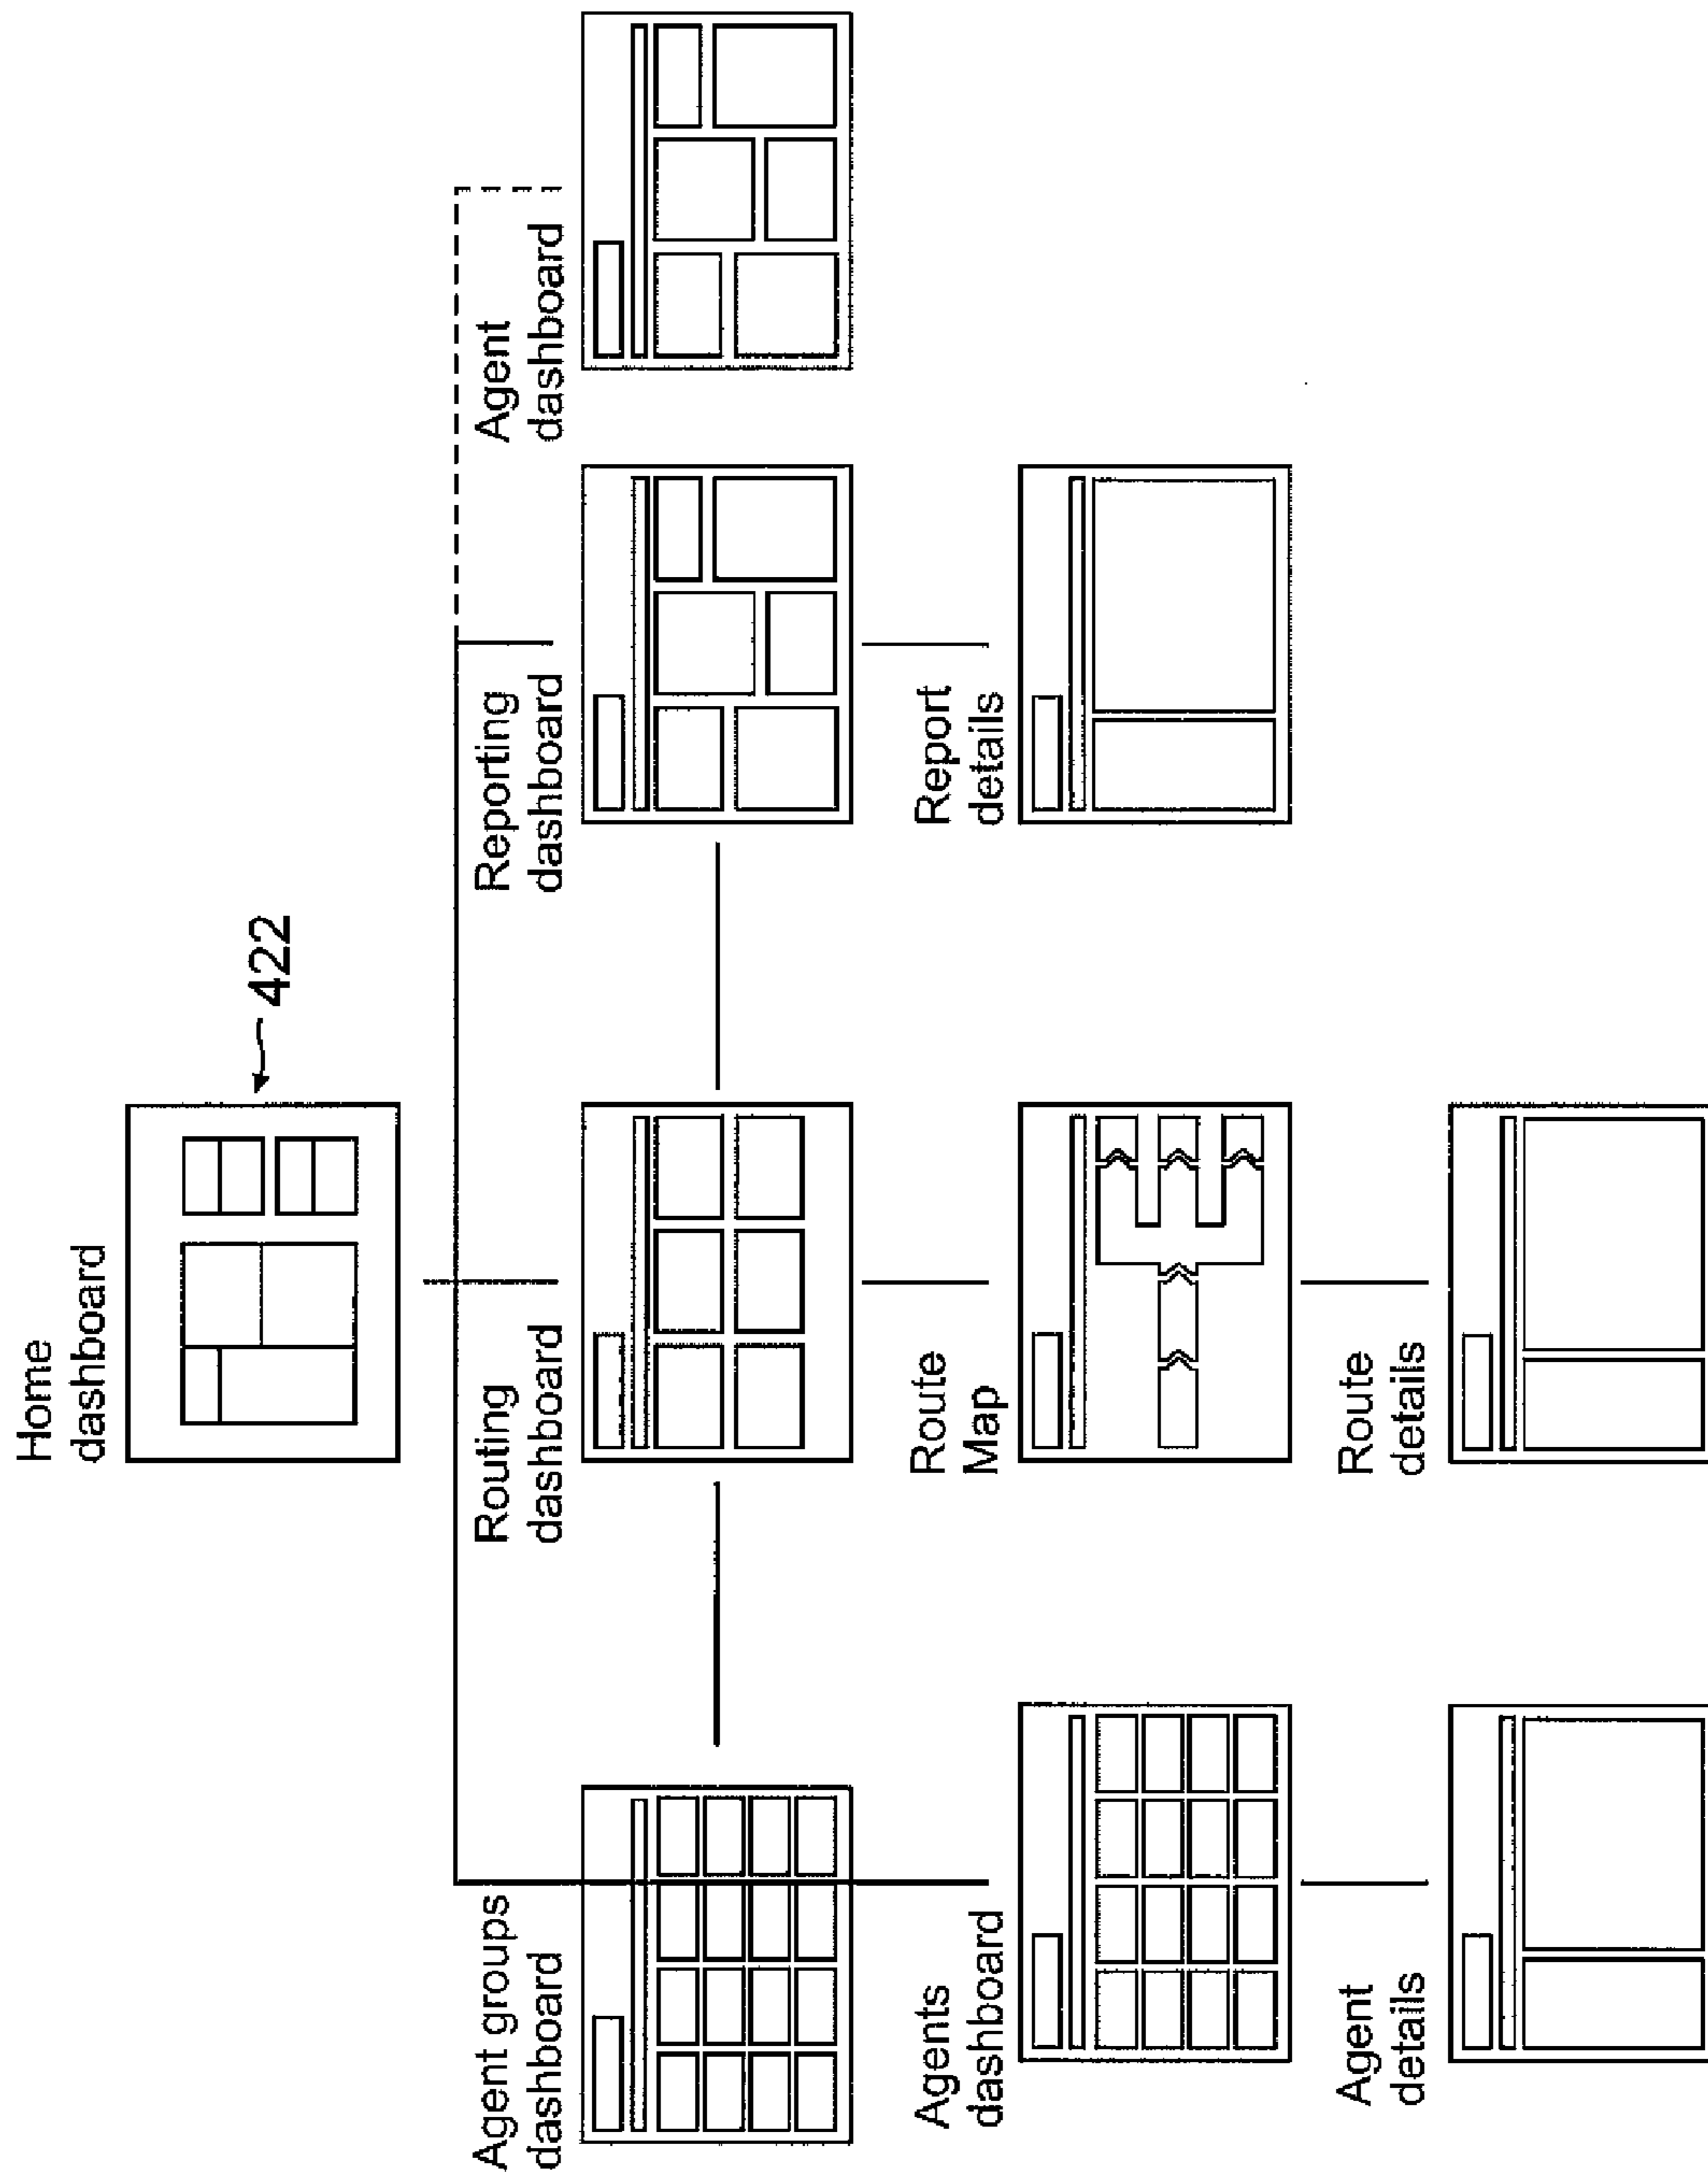 Home
dashboard
422
Agent groups
dashboard
Routing
dashboard
Reporting
dashboard
Agent
dashboard
Agents
dashboard
Route
Map
Report
details
Agent
details
Route
details